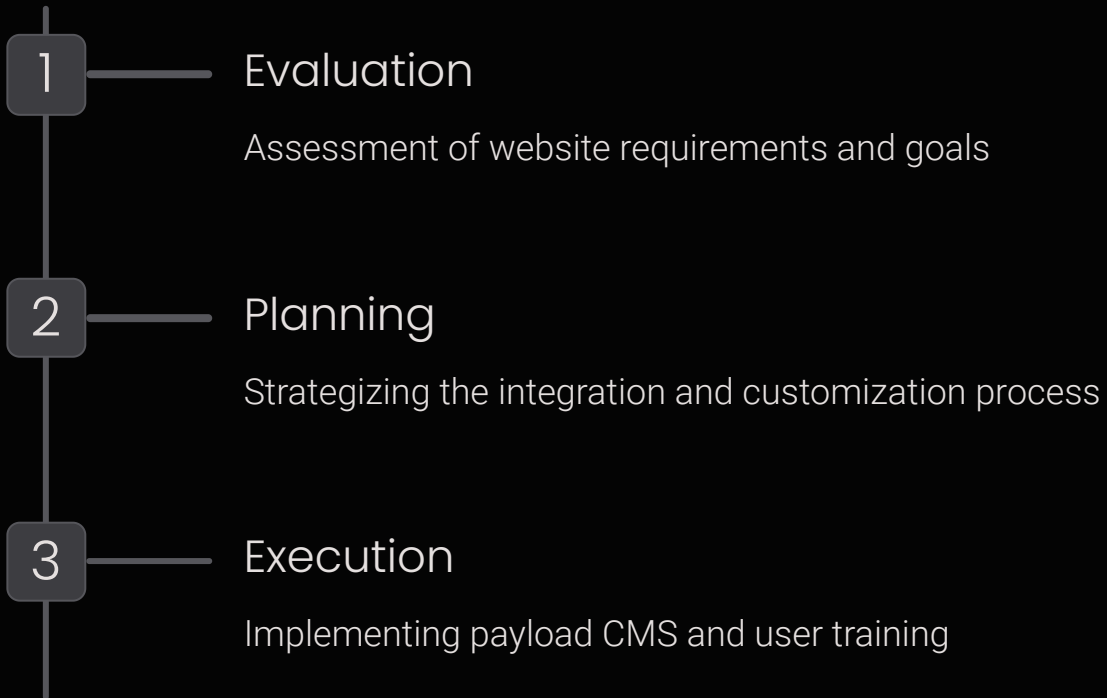 1
Evaluation
Assessment of website requirements and goals
2
Planning
Strategizing the integration and customization process
3
Execution
Implementing payload CMS and user training